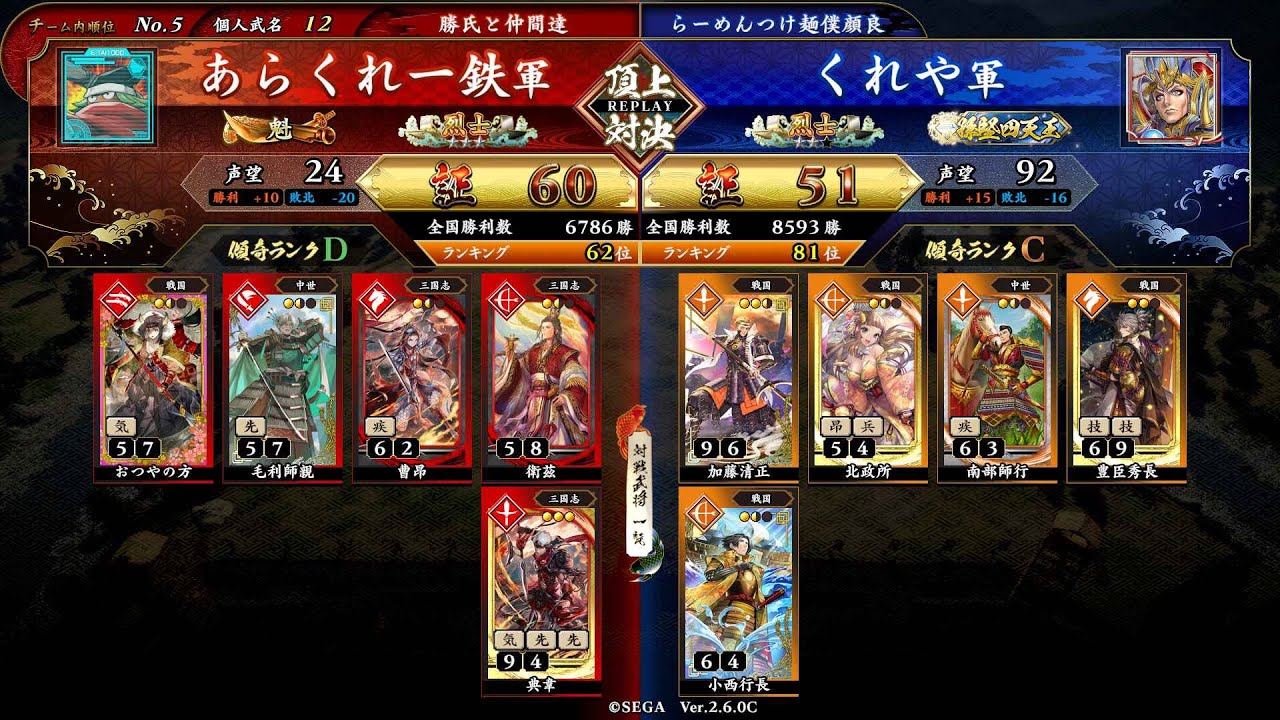 チーム内順位 No.5 個人武名 12 勝氏と仲間達 らーめんつけ麺僕顔良
E-TAI1000
あらくれ一鉄軍 頂上 くれや軍
REPLAY
魁 烈士 対決 烈士 孫堅四天王
声望 24 証 60 証 51 声望 92
勝利 +10 敗北 -20 勝利 +15 敗北 -16
全国勝利数 6786勝 全国勝利数 8593勝
傾奇ランクD ランキング 62位 ランキング 81位 傾奇ランクC
戦国 中世 三国志 三国志 戦国 戦国 中世 戦国
気 先 疾 昂 兵 疾 技 技
5 7 5 7 6 2 5 8 9 6 5 4 6 3 6 9
おつやの方 毛利師親 曹昂 衛茲 加藤清正 北政所 南部師行 豊臣秀長
対戦武将一覧
三国志 戦国
気 先 先
9 4 6 4
典韋 小西行長
©SEGA Ver.2.6.0C